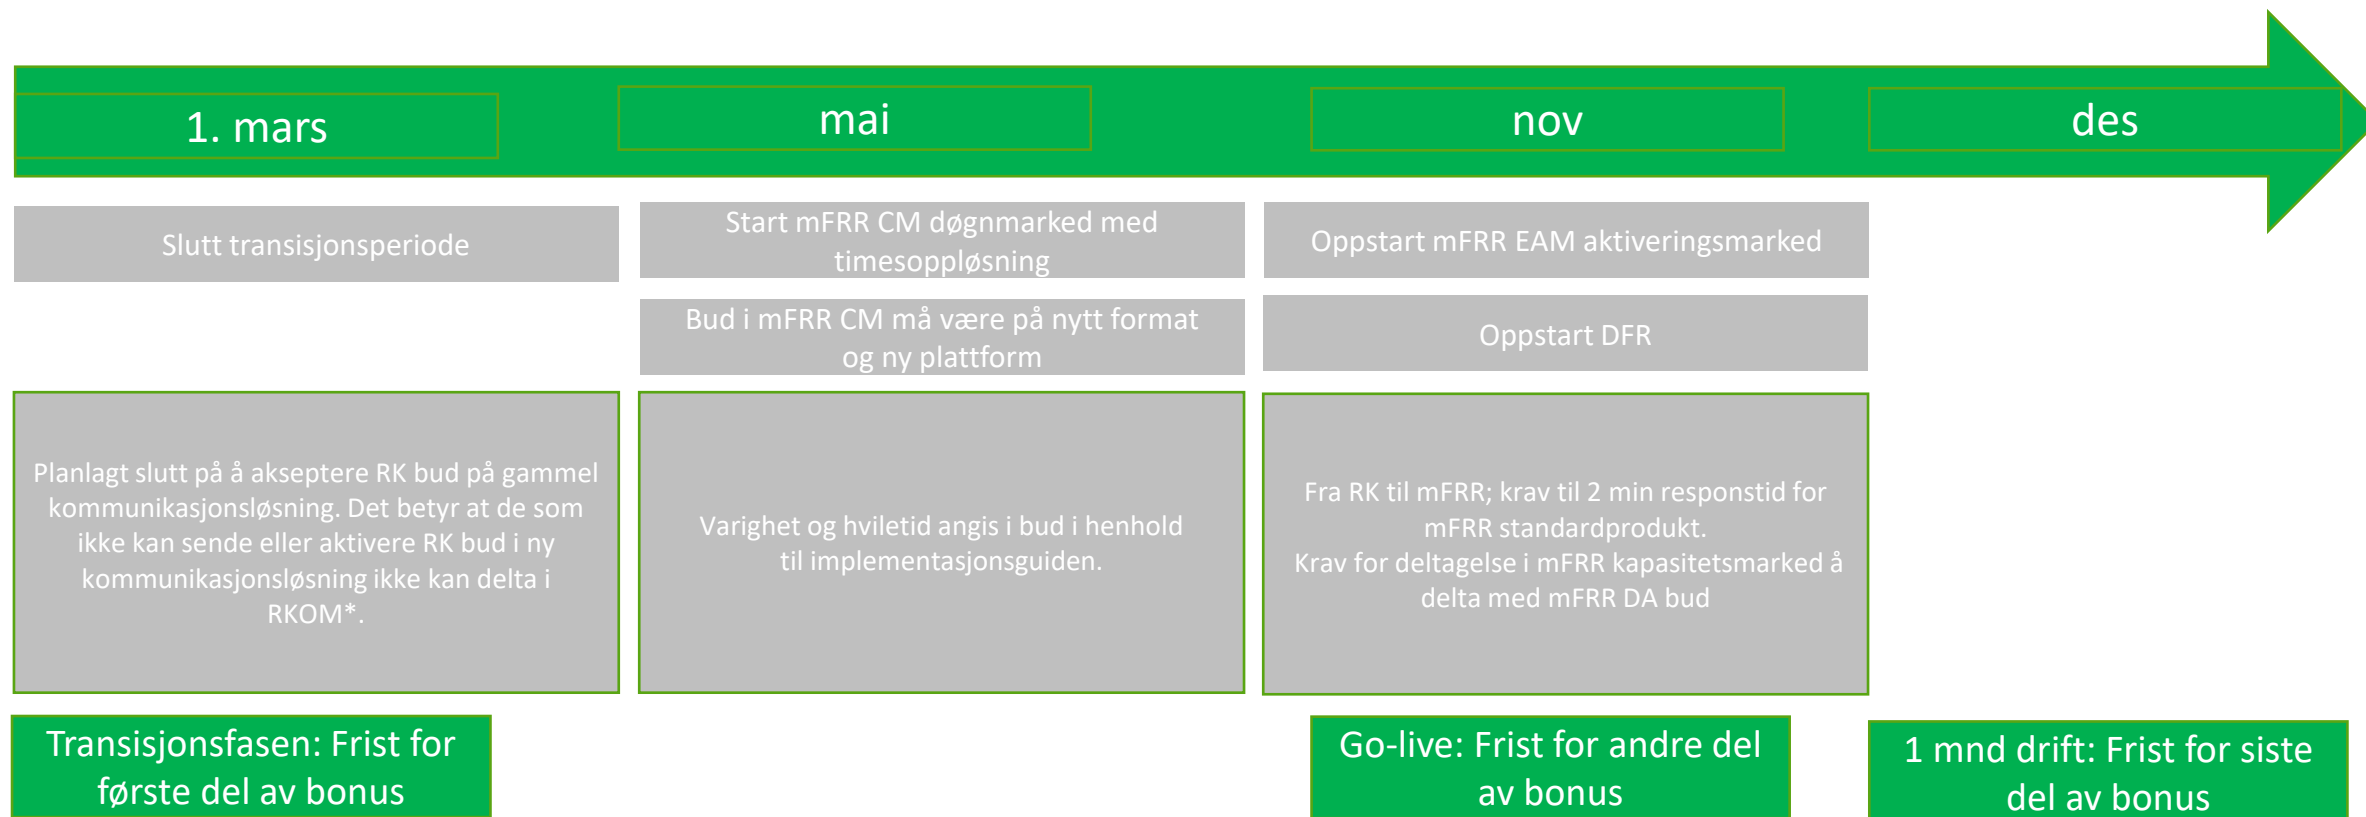 1. mars
mai
nov
des
Slutt transisjonsperiode
Start mFRR CM døgnmarked med
timesoppløsning
Oppstart mFRR EAM aktiveringsmarked
Bud i mFRR CM må være på nytt format
og ny plattform
Oppstart DFR
Planlagt slutt på å akseptere RK bud på gammel
kommunikasjonsløsning. Det betyr at de som
ikke kan sende eller aktivere RK bud i ny
kommunikasjonsløsning ikke kan delta i
RKOM*.
Varighet og hviletid angis i bud i henhold
til implementasjonsguiden.
Fra RK til mFRR; krav til 2 min responstid for
mFRR standardprodukt.
Krav for deltagelse i mFRR kapasitetsmarked å
delta med mFRR DA bud
Transisjonsfasen: Frist for
første del av bonus
Go-live: Frist for andre del
av bonus
1 mnd drift: Frist for siste
del av bonus